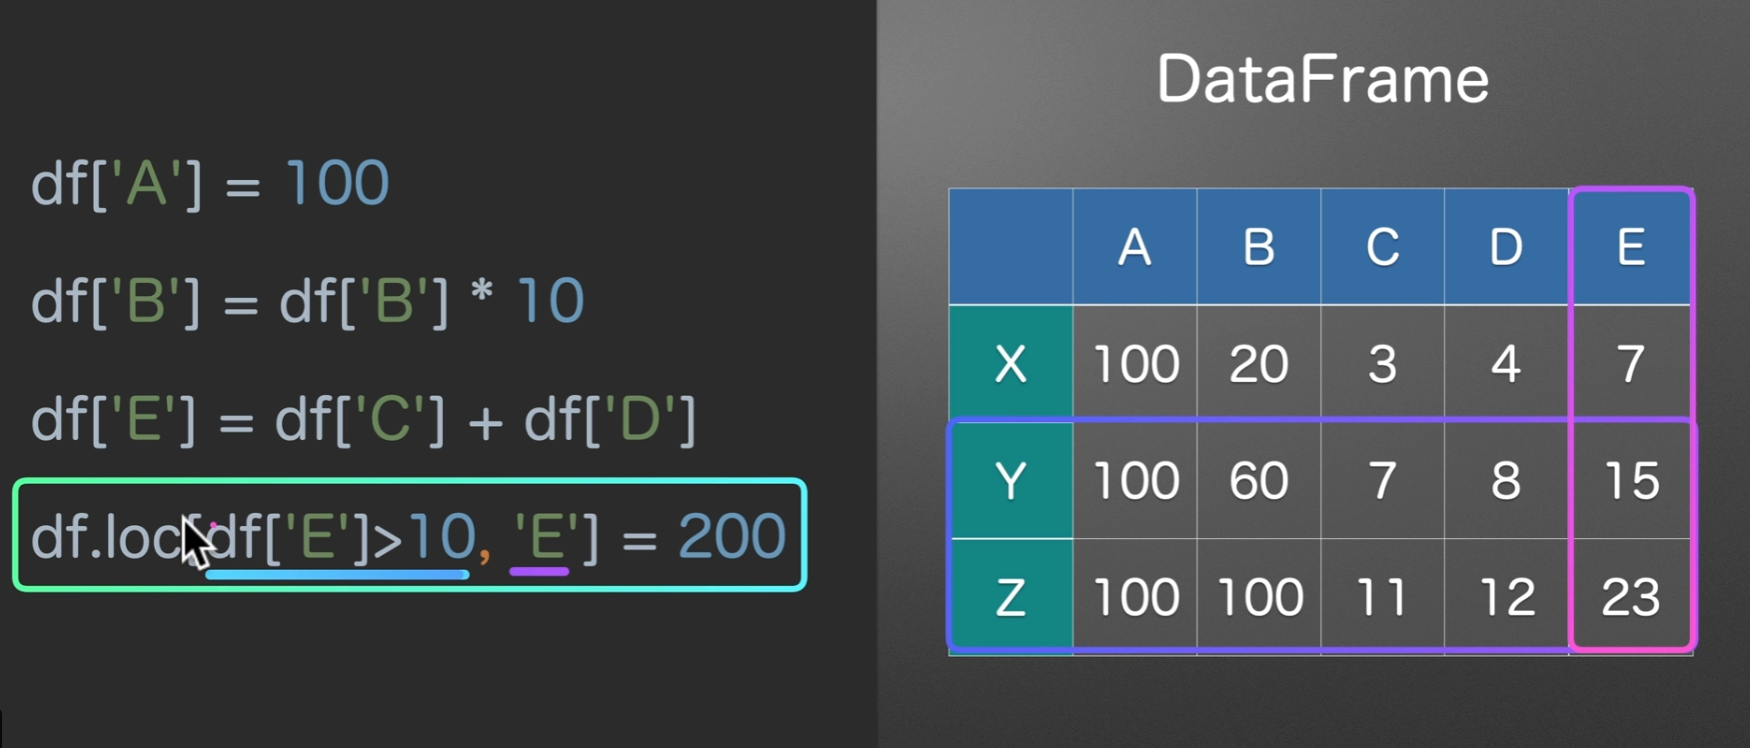 df['A'] = 100
df['B'] = df['B'] * 10
df['E'] = df['C'] + df['D']
df.loc[df['E']>10, 'E'] = 200
DataFrame
A B C D E
X 100 20 3 4 7
Y 100 60 7 8 15
Z 100 100 11 12 23